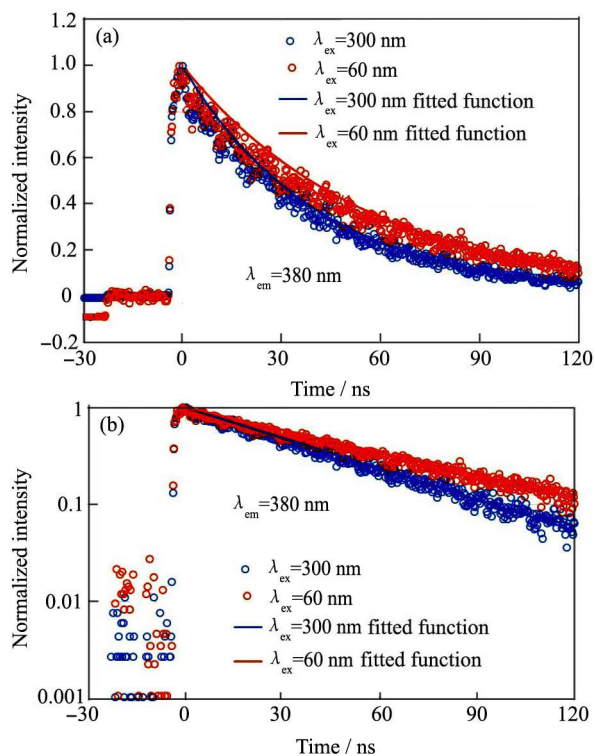 (a)
λex=300 nm
λex=60 nm
λex=300 nm fitted function
λex=60 nm fitted function
λem=380 nm
Normalized intensity
1.2
1.0
0.8
0.6
0.4
0.2
0
-0.2
-30
0
30
60
90
120
Time / ns
(b)
λem=380 nm
λex=300 nm
λex=60 nm
λex=300 nm fitted function
λex=60 nm fitted function
Normalized intensity
1
0.1
0.01
0.001
-30
0
30
60
90
120
Time / ns